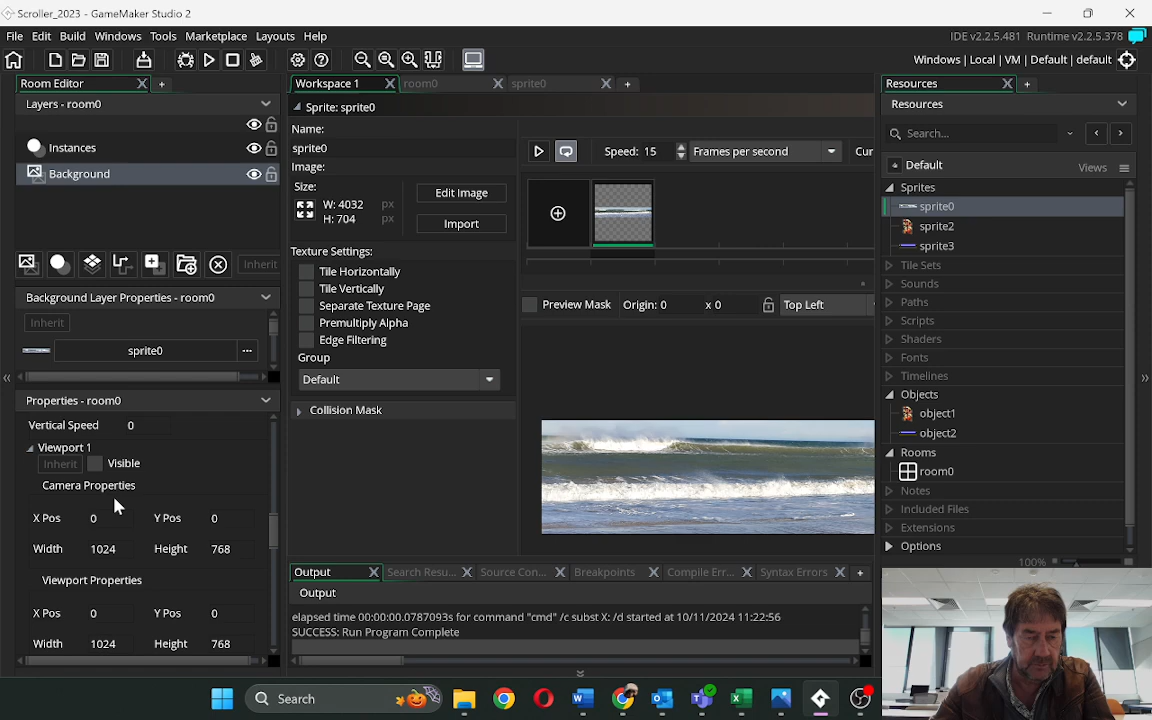 Scroller_2023 - GameMaker Studio 2
File Edit Build Windows Tools Marketplace Layouts Help
IDE v2.2.5.481 Runtime v2.2.5.378
Windows | Local | VM | Default | default
Room Editor
Workspace 1 room0 sprite0
Resources
Layers - room0
Sprite: sprite0
Resources
Name:
sprite0
Image:
Search...
Instances
Background
Size:
W: 4032 px
H: 704 px
Edit Image
Import
Speed: 15 Frames per second Cur
Default Views
Sprites
sprite0
sprite2
sprite3
Tile Sets
Sounds
Paths
Scripts
Shaders
Fonts
Timelines
Objects
object1
object2
Rooms
room0
Notes
Included Files
Extensions
Options
100%
Inherit
Texture Settings:
Tile Horizontally
Tile Vertically
Separate Texture Page
Premultiply Alpha
Edge Filtering
Group
Default
Collision Mask
Preview Mask Origin: 0 x 0 Top Left
Background Layer Properties - room0
Inherit
sprite0 ...
Properties - room0
Vertical Speed 0
Viewport 1
Inherit Visible
Camera Properties
X Pos 0 Y Pos 0
Width 1024 Height 768
Viewport Properties
X Pos 0 Y Pos 0
Width 1024 Height 768
Output Search Resu... Source Con... Breakpoints Compile Err... Syntax Errors
Output
elapsed time 00:00:00.0787093s for command "cmd" /c subst X: /d started at 10/11/2024 11:22:56
SUCCESS: Run Program Complete
Search